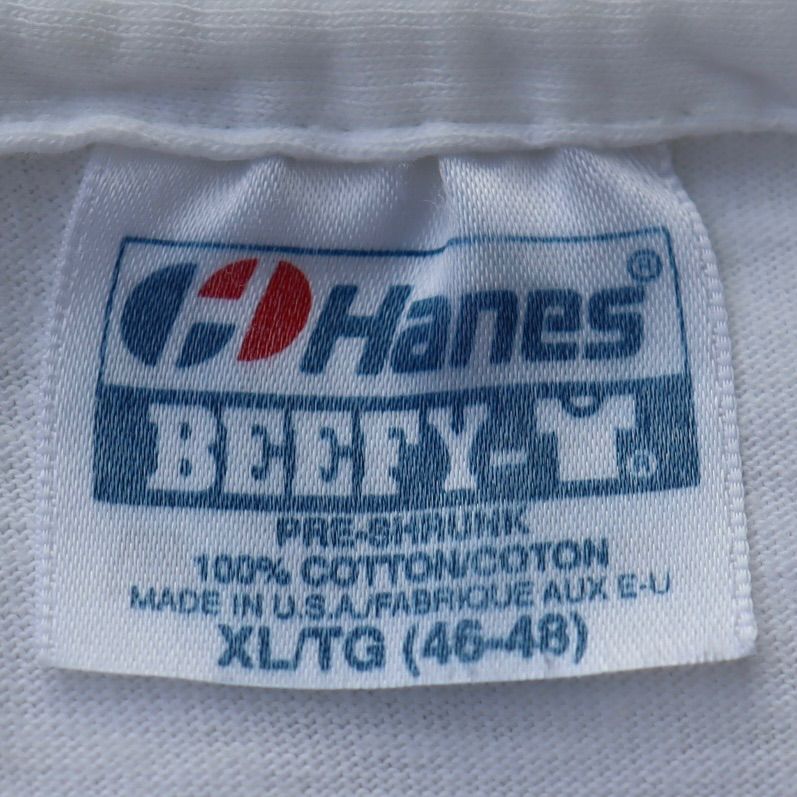 Hanes®
BEEFY-T®
PRE-SHRUNK
100% COTTON/COTON
MADE IN U.S.A./FABRIQUE AUX E-U
XL/TG (46-48)